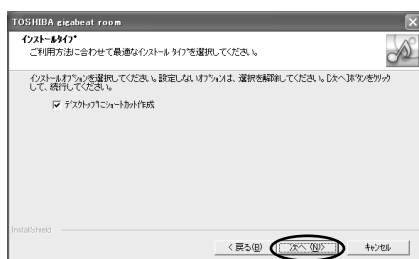 TOSHIBA gigabeat room
インストールタイプ
ご利用方法に合わせて最適なインストール タイプを選択してください。
インストールオプションを選択してください。設定しないオプションは、選択を解除してください。[次へ]ボタンをクリック
して、続行してください。
デスクトップにショートカット作成
InstallShield
< 戻る(B)
次へ(N)>
キャンセル